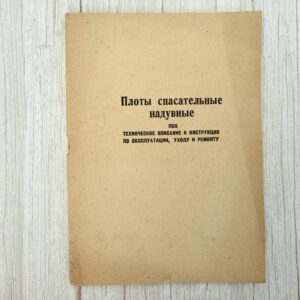 Плоты спасательные
надувные
ПСН
ТЕХНИЧЕСКОЕ ОПИСАНИЕ И ИНСТРУКЦИЯ
ПО ЭКСПЛУАТАЦИИ, УХОДУ И РЕМОНТУ